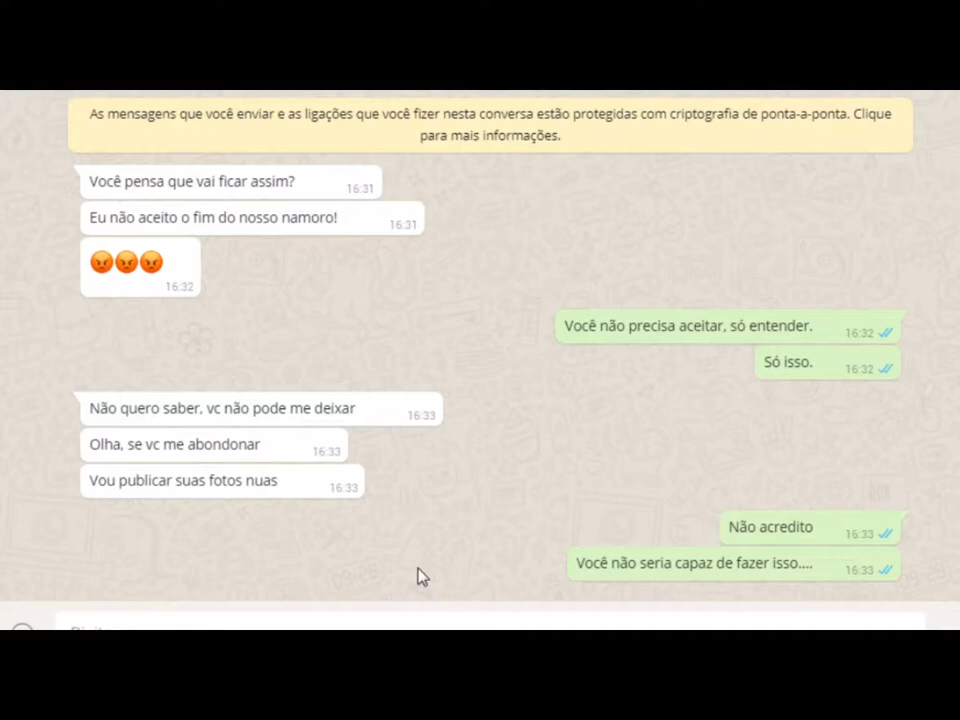 As mensagens que você enviar e as ligações que você fizer nesta conversa estão protegidas com criptografia de ponta-a-ponta. Clique
para mais informações.
Você pensa que vai ficar assim? 16:31
Eu não aceito o fim do nosso namoro! 16:31
😡😡😡
16:32
Você não precisa aceitar, só entender. 16:32
Só isso. 16:32
Não quero saber, vc não pode me deixar 16:33
Olha, se vc me abondonar 16:33
Vou publicar suas fotos nuas 16:33
Não acredito 16:33
Você não seria capaz de fazer isso.... 16:33